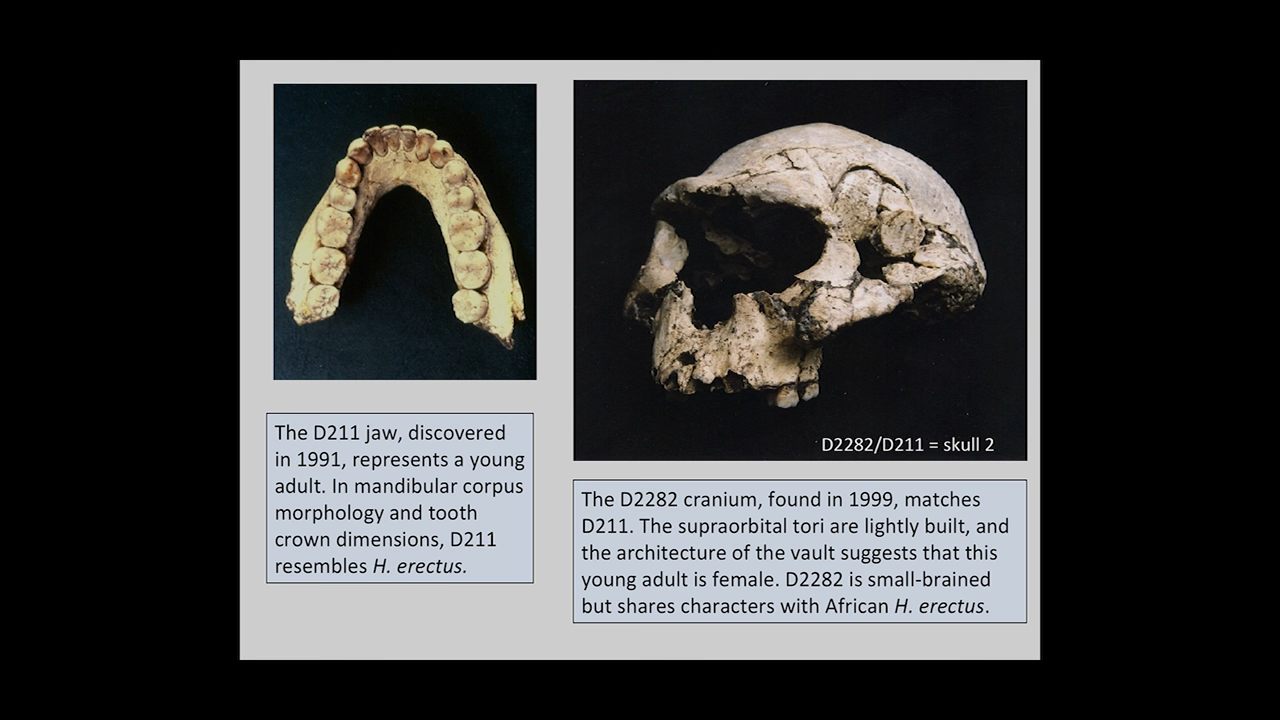 The D211 jaw, discovered
in 1991, represents a young
adult. In mandibular corpus
morphology and tooth
crown dimensions, D211
resembles H. erectus.
D2282/D211 = skull 2
The D2282 cranium, found in 1999, matches
D211. The supraorbital tori are lightly built, and
the architecture of the vault suggests that this
young adult is female. D2282 is small-brained
but shares characters with African H. erectus.